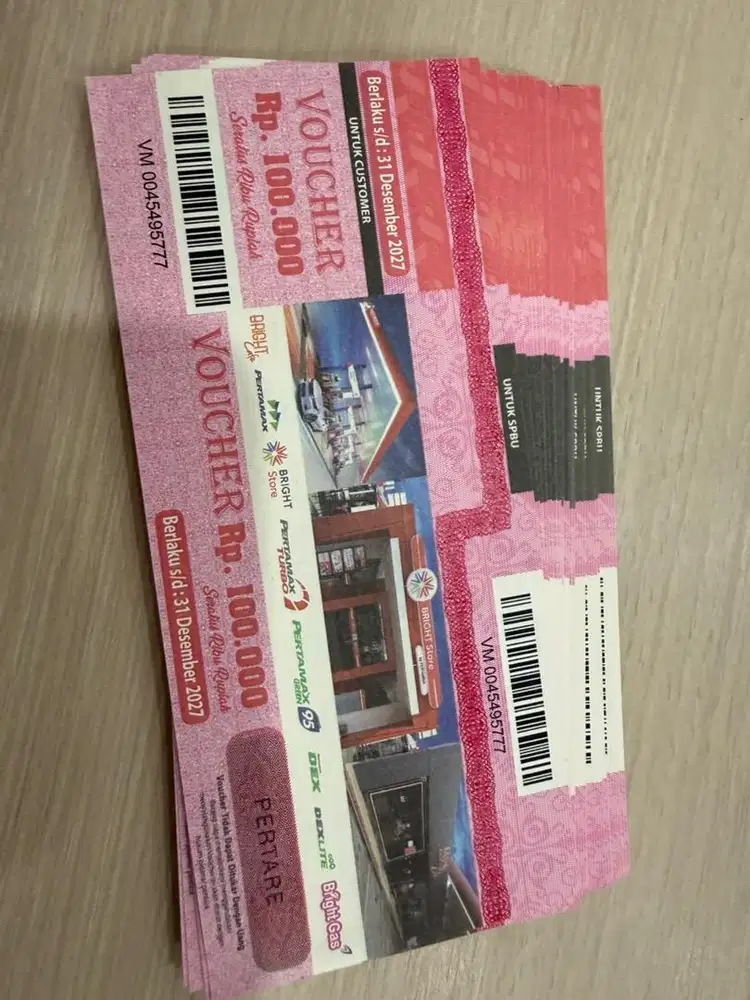 Berlaku s/d : 31 Desember 2027
UNTUK CUSTOMER
VOUCHER
Rp. 100.000
Seratus Ribu Rupiah
VM 0045495777
BRIGHT Cafe
PERTAMAX
BRIGHT Store
PERTAMAX TURBO
PERTAMAX GREEN 95
DEX
DEXLITE
Bright Gas
BRIGHT Store
VOUCHER Rp. 100.000
Seratus Ribu Rupiah
Berlaku s/d : 31 Desember 2027
PERTARE
Voucher Tidak Dapat Ditukar Dengan Uang
UNTUK SPBU
VM 0045495777
UNTUK SPBU